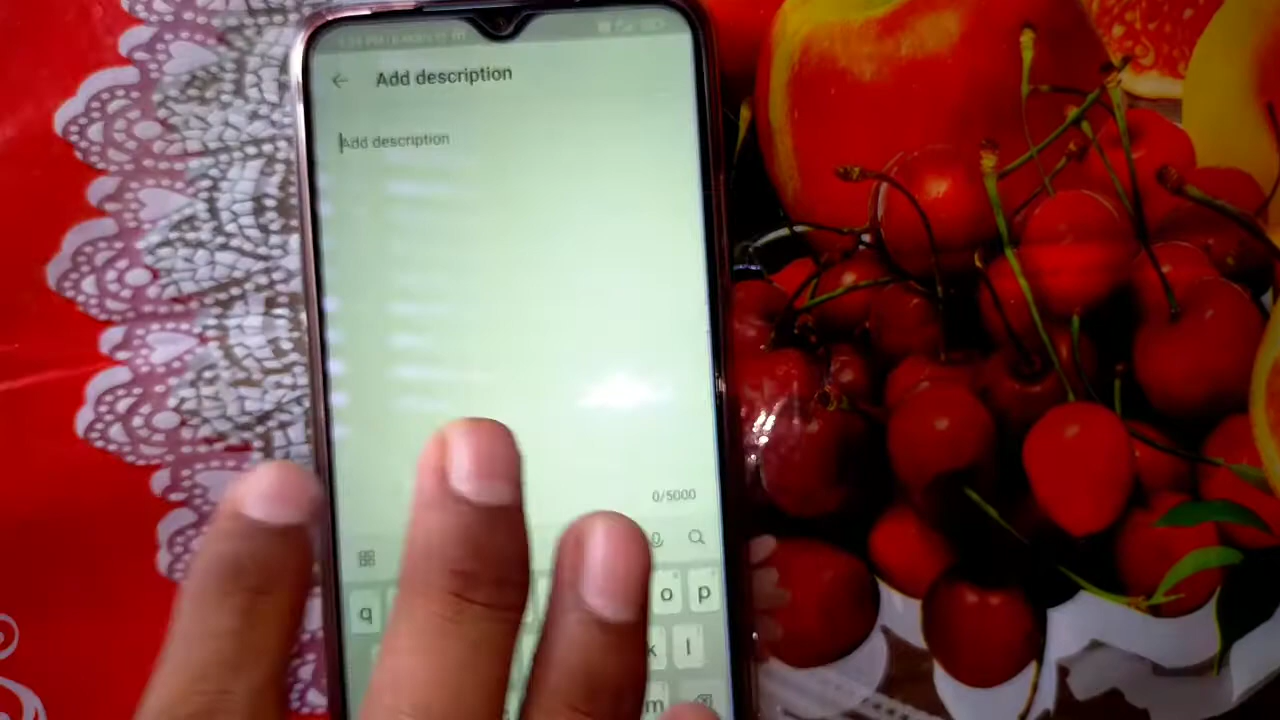 Add description
Add description
0/5000
q o p
k l
m